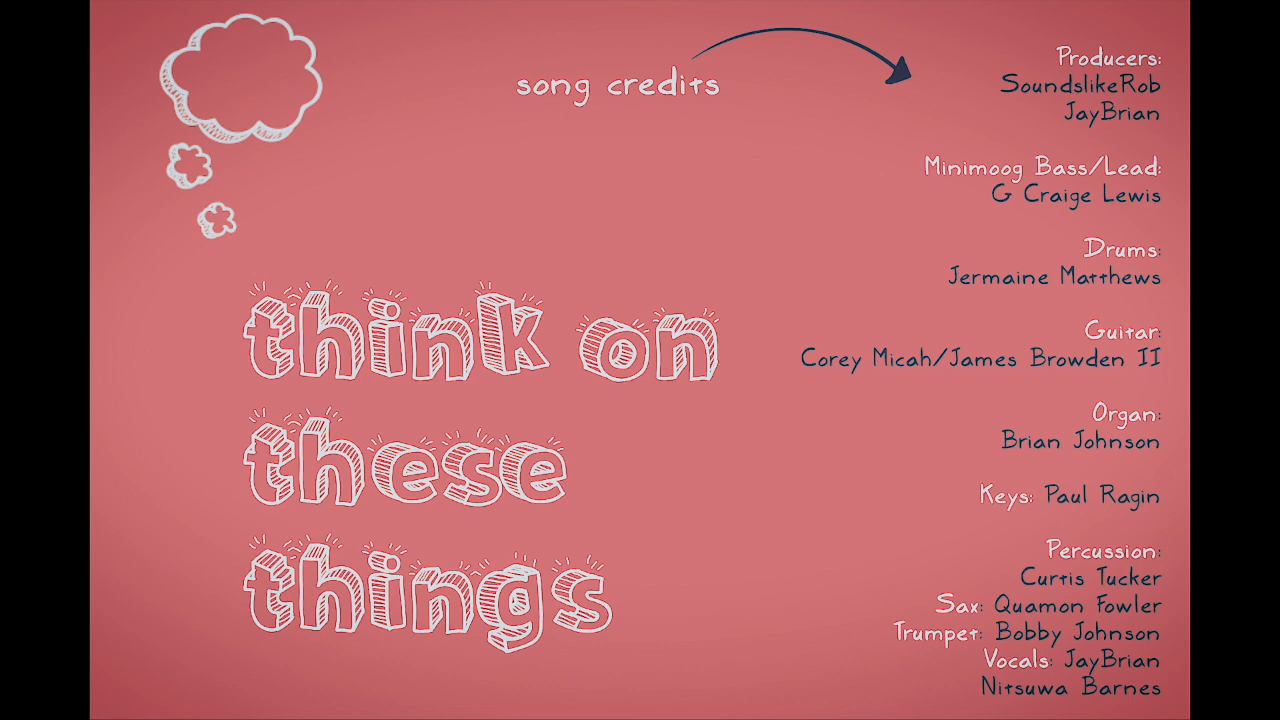 song credits
think on
these
things
Producers:
SoundslikeRob
JayBrian
Minimoog Bass/Lead:
G Craige Lewis
Drums:
Jermaine Matthews
Guitar:
Corey Micah/James Browden II
Organ:
Brian Johnson
Keys: Paul Ragin
Percussion:
Curtis Tucker
Sax: Quamon Fowler
Trumpet: Bobby Johnson
Vocals: JayBrian
Nitsuwa Barnes